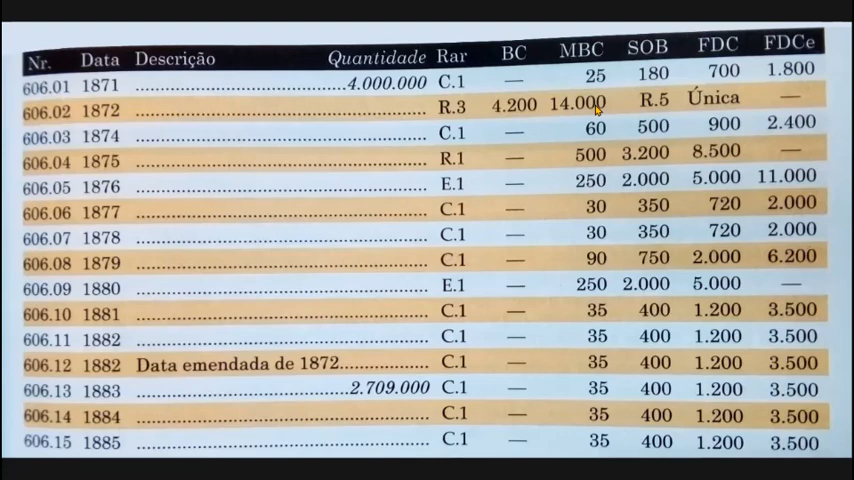 Nr. Data Descrição Quantidade Rar BC MBC SOB FDC FDCe
606.01 1871 ........................................4.000.000 C.1 — 25 180 700 1.800
606.02 1872 ........................................................ R.3 4.200 14.000 R.5 Única —
606.03 1874 ........................................................ C.1 — 60 500 900 2.400
606.04 1875 ........................................................ R.1 — 500 3.200 8.500 —
606.05 1876 ........................................................ E.1 — 250 2.000 5.000 11.000
606.06 1877 ........................................................ C.1 — 30 350 720 2.000
606.07 1878 ........................................................ C.1 — 30 350 720 2.000
606.08 1879 ........................................................ C.1 — 90 750 2.000 6.200
606.09 1880 ........................................................ E.1 — 250 2.000 5.000 —
606.10 1881 ........................................................ C.1 — 35 400 1.200 3.500
606.11 1882 ........................................................ C.1 — 35 400 1.200 3.500
606.12 1882 Data emendada de 1872................. C.1 — 35 400 1.200 3.500
606.13 1883 ........................................2.709.000 C.1 — 35 400 1.200 3.500
606.14 1884 ........................................................ C.1 — 35 400 1.200 3.500
606.15 1885 ........................................................ C.1 — 35 400 1.200 3.500